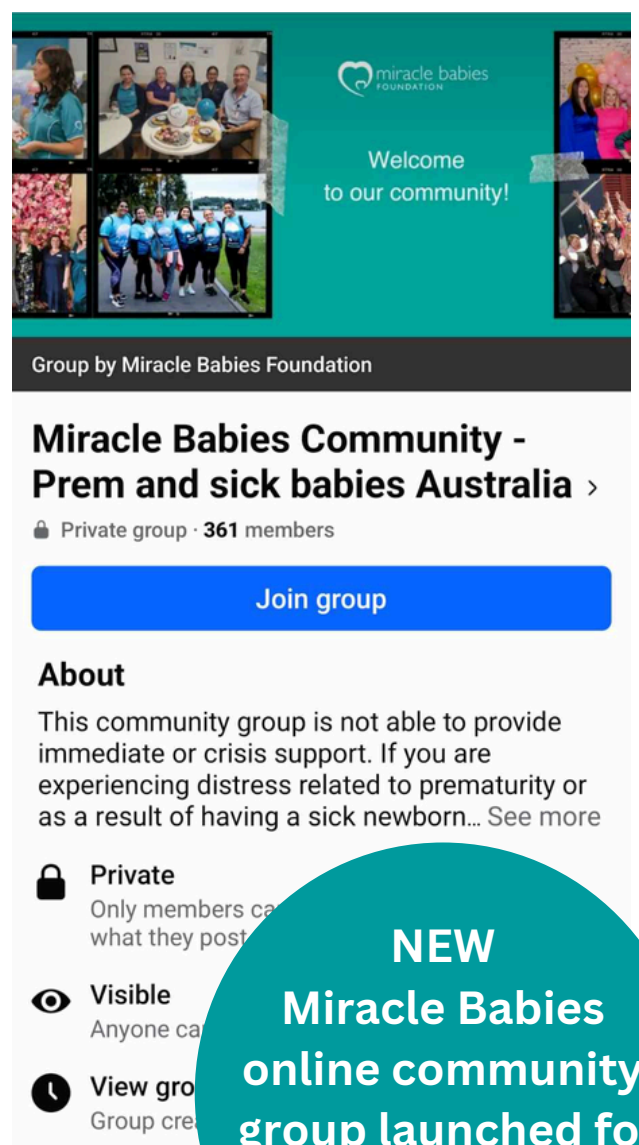 miracle babies
FOUNDATION
Welcome
to our community!
Group by Miracle Babies Foundation
Miracle Babies Community -
Prem and sick babies Australia
Private group · 361 members
Join group
About
This community group is not able to provide
immediate or crisis support. If you are
experiencing distress related to prematurity or
as a result of having a sick newborn... See more
Private
Only members ca
what they post
Visible
Anyone ca
View gro
Group cre
NEW
Miracle Babies
online community
group launched fo